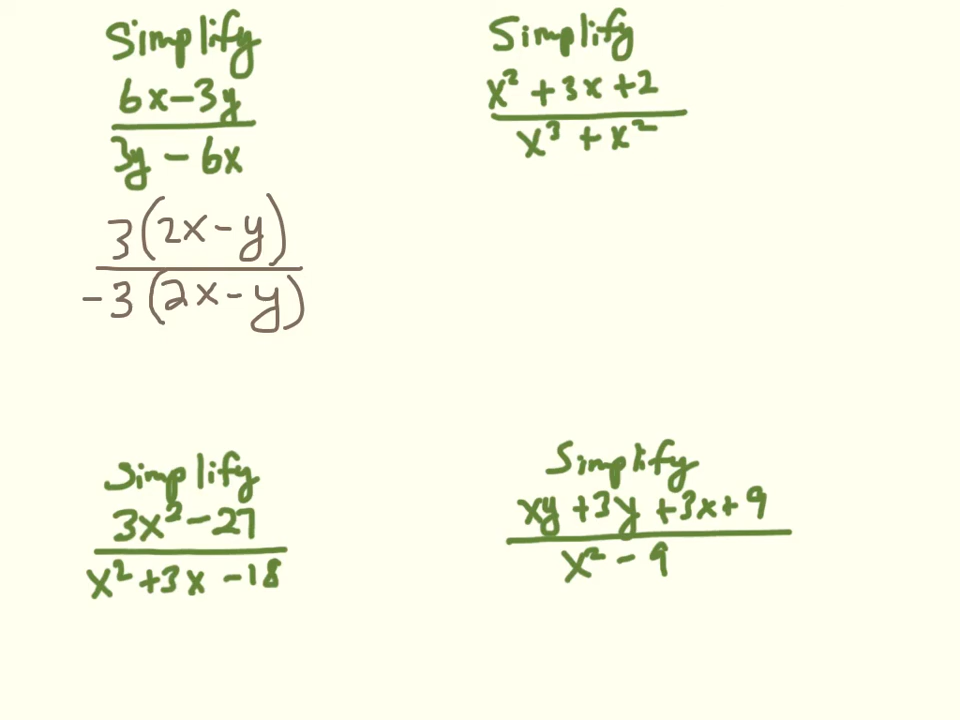 Simplify
6x-3y
3y - 6x
3(2x-y)
-3(2x-y)
Simplify
x² +3x +2
x³ + x²
Simplify
3x²-27
x²+3x -18
Simplify
xy +3y +3x+9
x² - 9